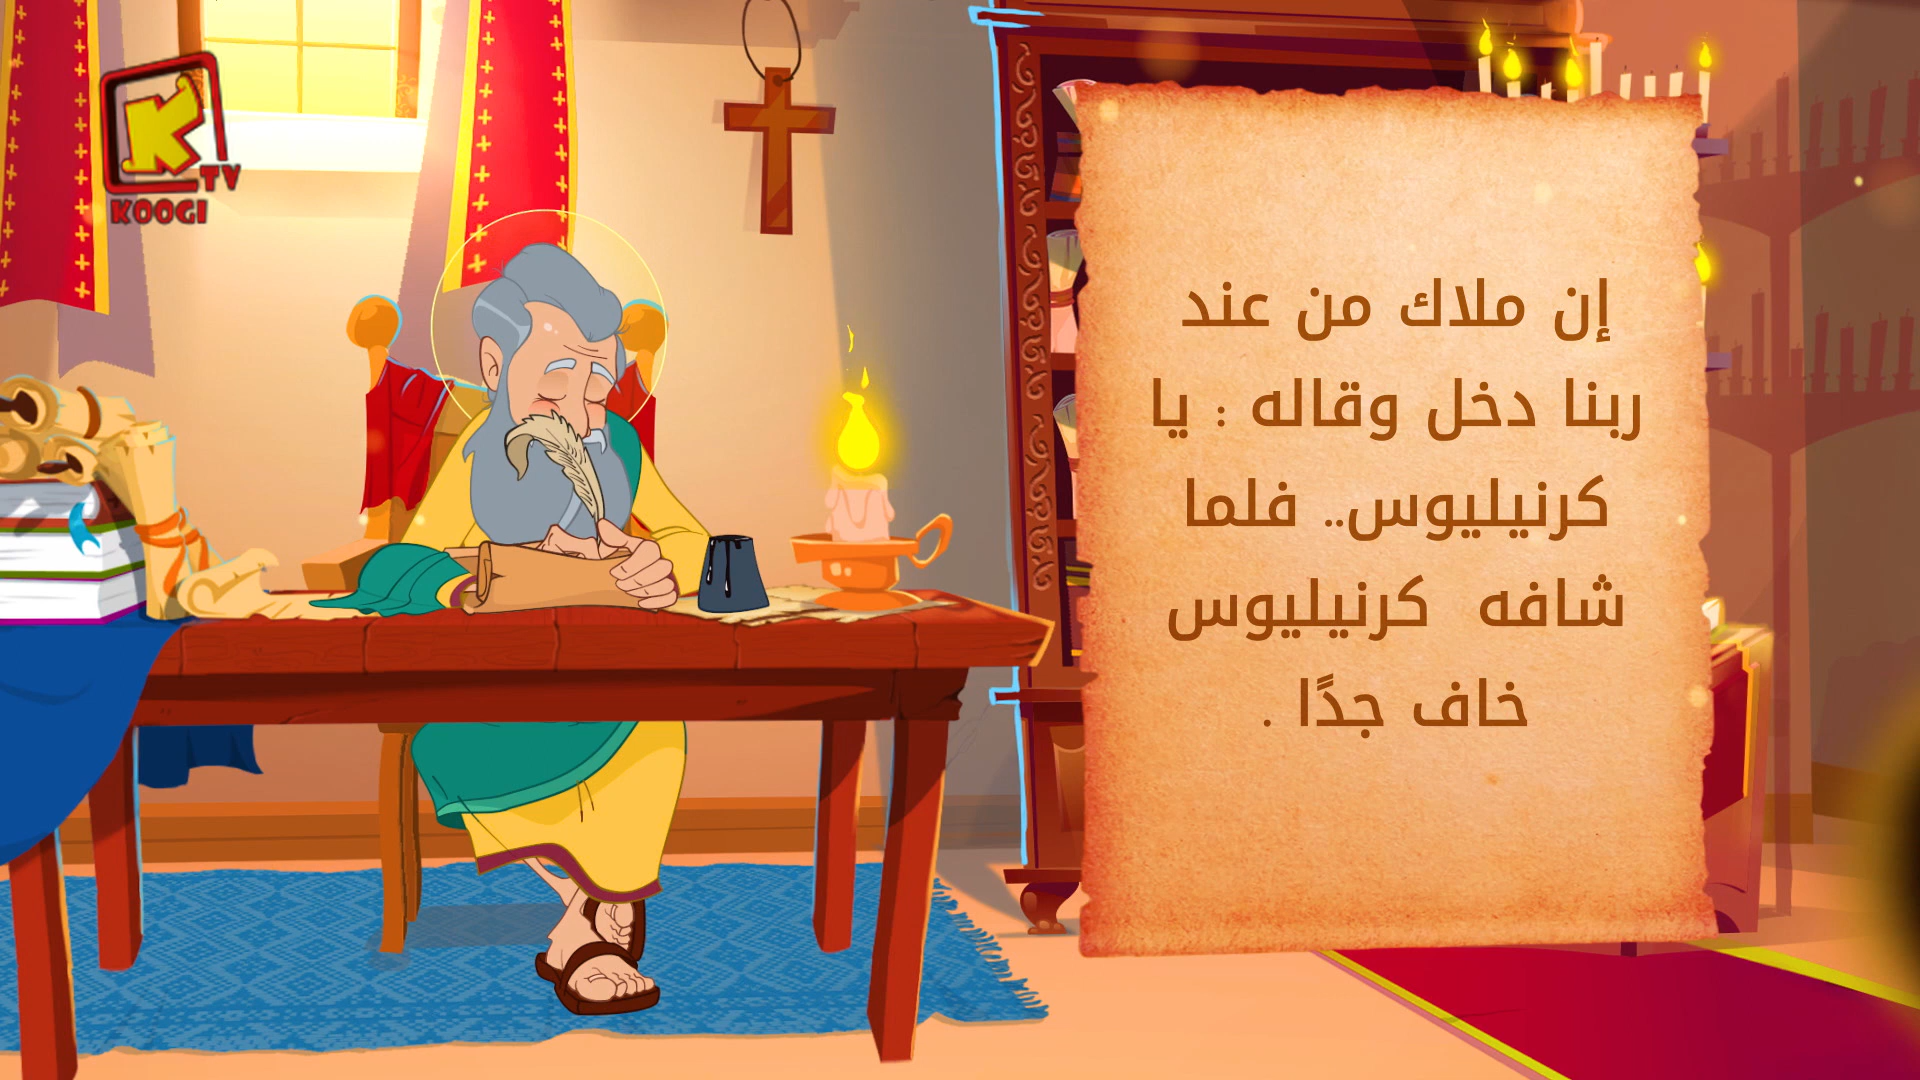 K
TV
KOOGI
إن ملاك من عند
ربنا دخل وقاله : يا
كرنيليوس.. فلما
شافه كرنيليوس
خاف جدًا .